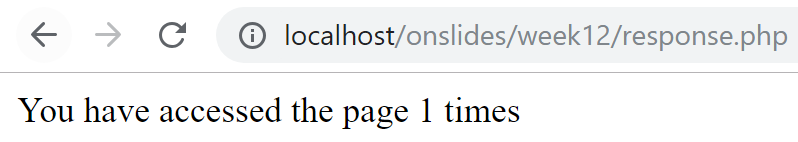 localhost/onslides/week12/response.php
You have accessed the page 1 times